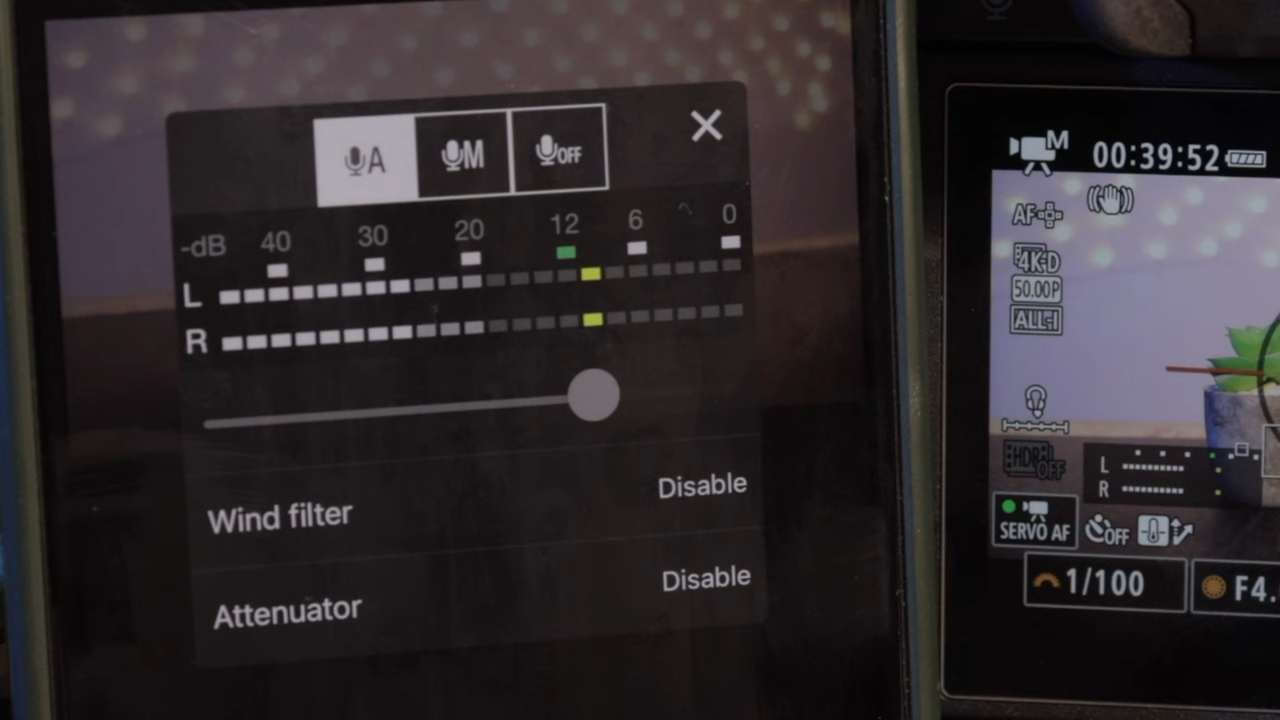 A M OFF
-dB 40 30 20 12 6 0
L
R
Wind filter Disable
Attenuator Disable
M
00:39:52
AF
4K-D
50.00P
ALL-I
HDR OFF
L
R
SERVO AF
OFF
1/100
F4.